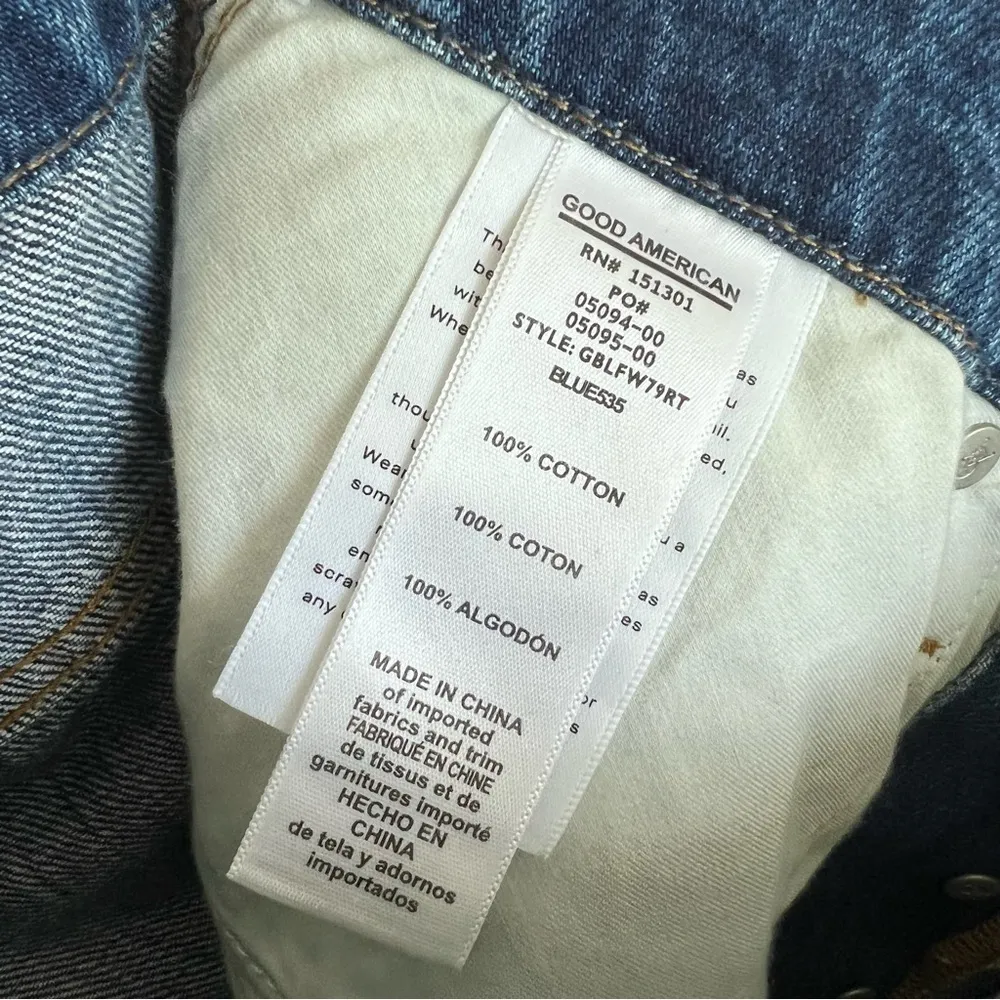 GOOD AMERICAN
RN# 151301
PO#
05094-00
05095-00
STYLE: GBLFW79RT
BLUE535
100% COTTON
100% COTON
100% ALGODÓN
MADE IN CHINA
of imported
fabrics and trim
FABRIQUÉ EN CHINE
de tissus et de
garnitures importé
HECHO EN
CHINA
de tela y adornos
importados